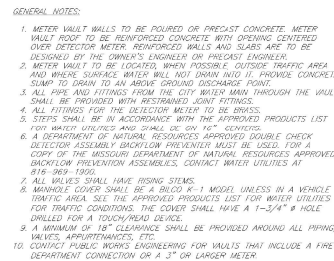 GENERAL NOTES:
1. METER VAULT WALLS TO BE POURED OR PRECAST CONCRETE. METER
VAULT ROOF TO BE REINFORCED CONCRETE WITH OPENING CENTERED
OVER DETECTOR METER. REINFORCED WALLS AND SLABS ARE TO BE
DESIGNED BY THE OWNER'S ENGINEER OR PRECAST ENGINEER.
2. METER VAULT TO BE LOCATED, WHEN POSSIBLE, OUTSIDE TRAFFIC AREA
AND WHERE SURFACE WATER WILL NOT DRAIN INTO IT. PROVIDE CONCRET
SUMP TO DRAIN TO AN ABOVE GROUND DISCHARGE POINT.
3. ALL PIPE AND FITTINGS FROM THE CITY WATER MAIN THROUGH THE VAUL
SHALL BE PROVIDED WITH RESTRAINED JOINT FITTINGS.
4. ALL FITTINGS FOR THE DETECTOR METER TO BE BRASS.
5. STEPS SHALL BE IN ACCORDANCE WITH THE APPROVED PRODUCTS LIST
FOR WATER UTILITIES AND SHALL BE ON 16" CENTERS.
6. A DEPARTMENT OF NATURAL RESOURCES APPROVED DOUBLE CHECK
DETECTOR ASSEMBLY BACKFLOW PREVENTER MUST BE USED. FOR A
COPY OF THE MISSOURI DEPARTMENT OF NATURAL RESOURCES APPROVED
BACKFLOW PREVENTION ASSEMBLIES, CONTACT WATER UTILITIES AT
816-969-1900.
7. ALL VALVES SHALL HAVE RISING STEMS.
8. MANHOLE COVER SHALL BE A BILCO K-1 MODEL UNLESS IN A VEHICLE
TRAFFIC AREA. SEE THE APPROVED PRODUCTS LIST FOR WATER UTILITIES
FOR TRAFFIC CONDITIONS. THE COVER SHALL HAVE A 1-3/4" ø HOLE
DRILLED FOR A TOUCH/READ DEVICE.
9. A MINIMUM OF 18" CLEARANCE SHALL BE PROVIDED AROUND ALL PIPING,
VALVES, APPURTENANCES, ETC.
10. CONTACT PUBLIC WORKS ENGINEERING FOR VAULTS THAT INCLUDE A FIRE
DEPARTMENT CONNECTION OR A 3" OR LARGER METER.